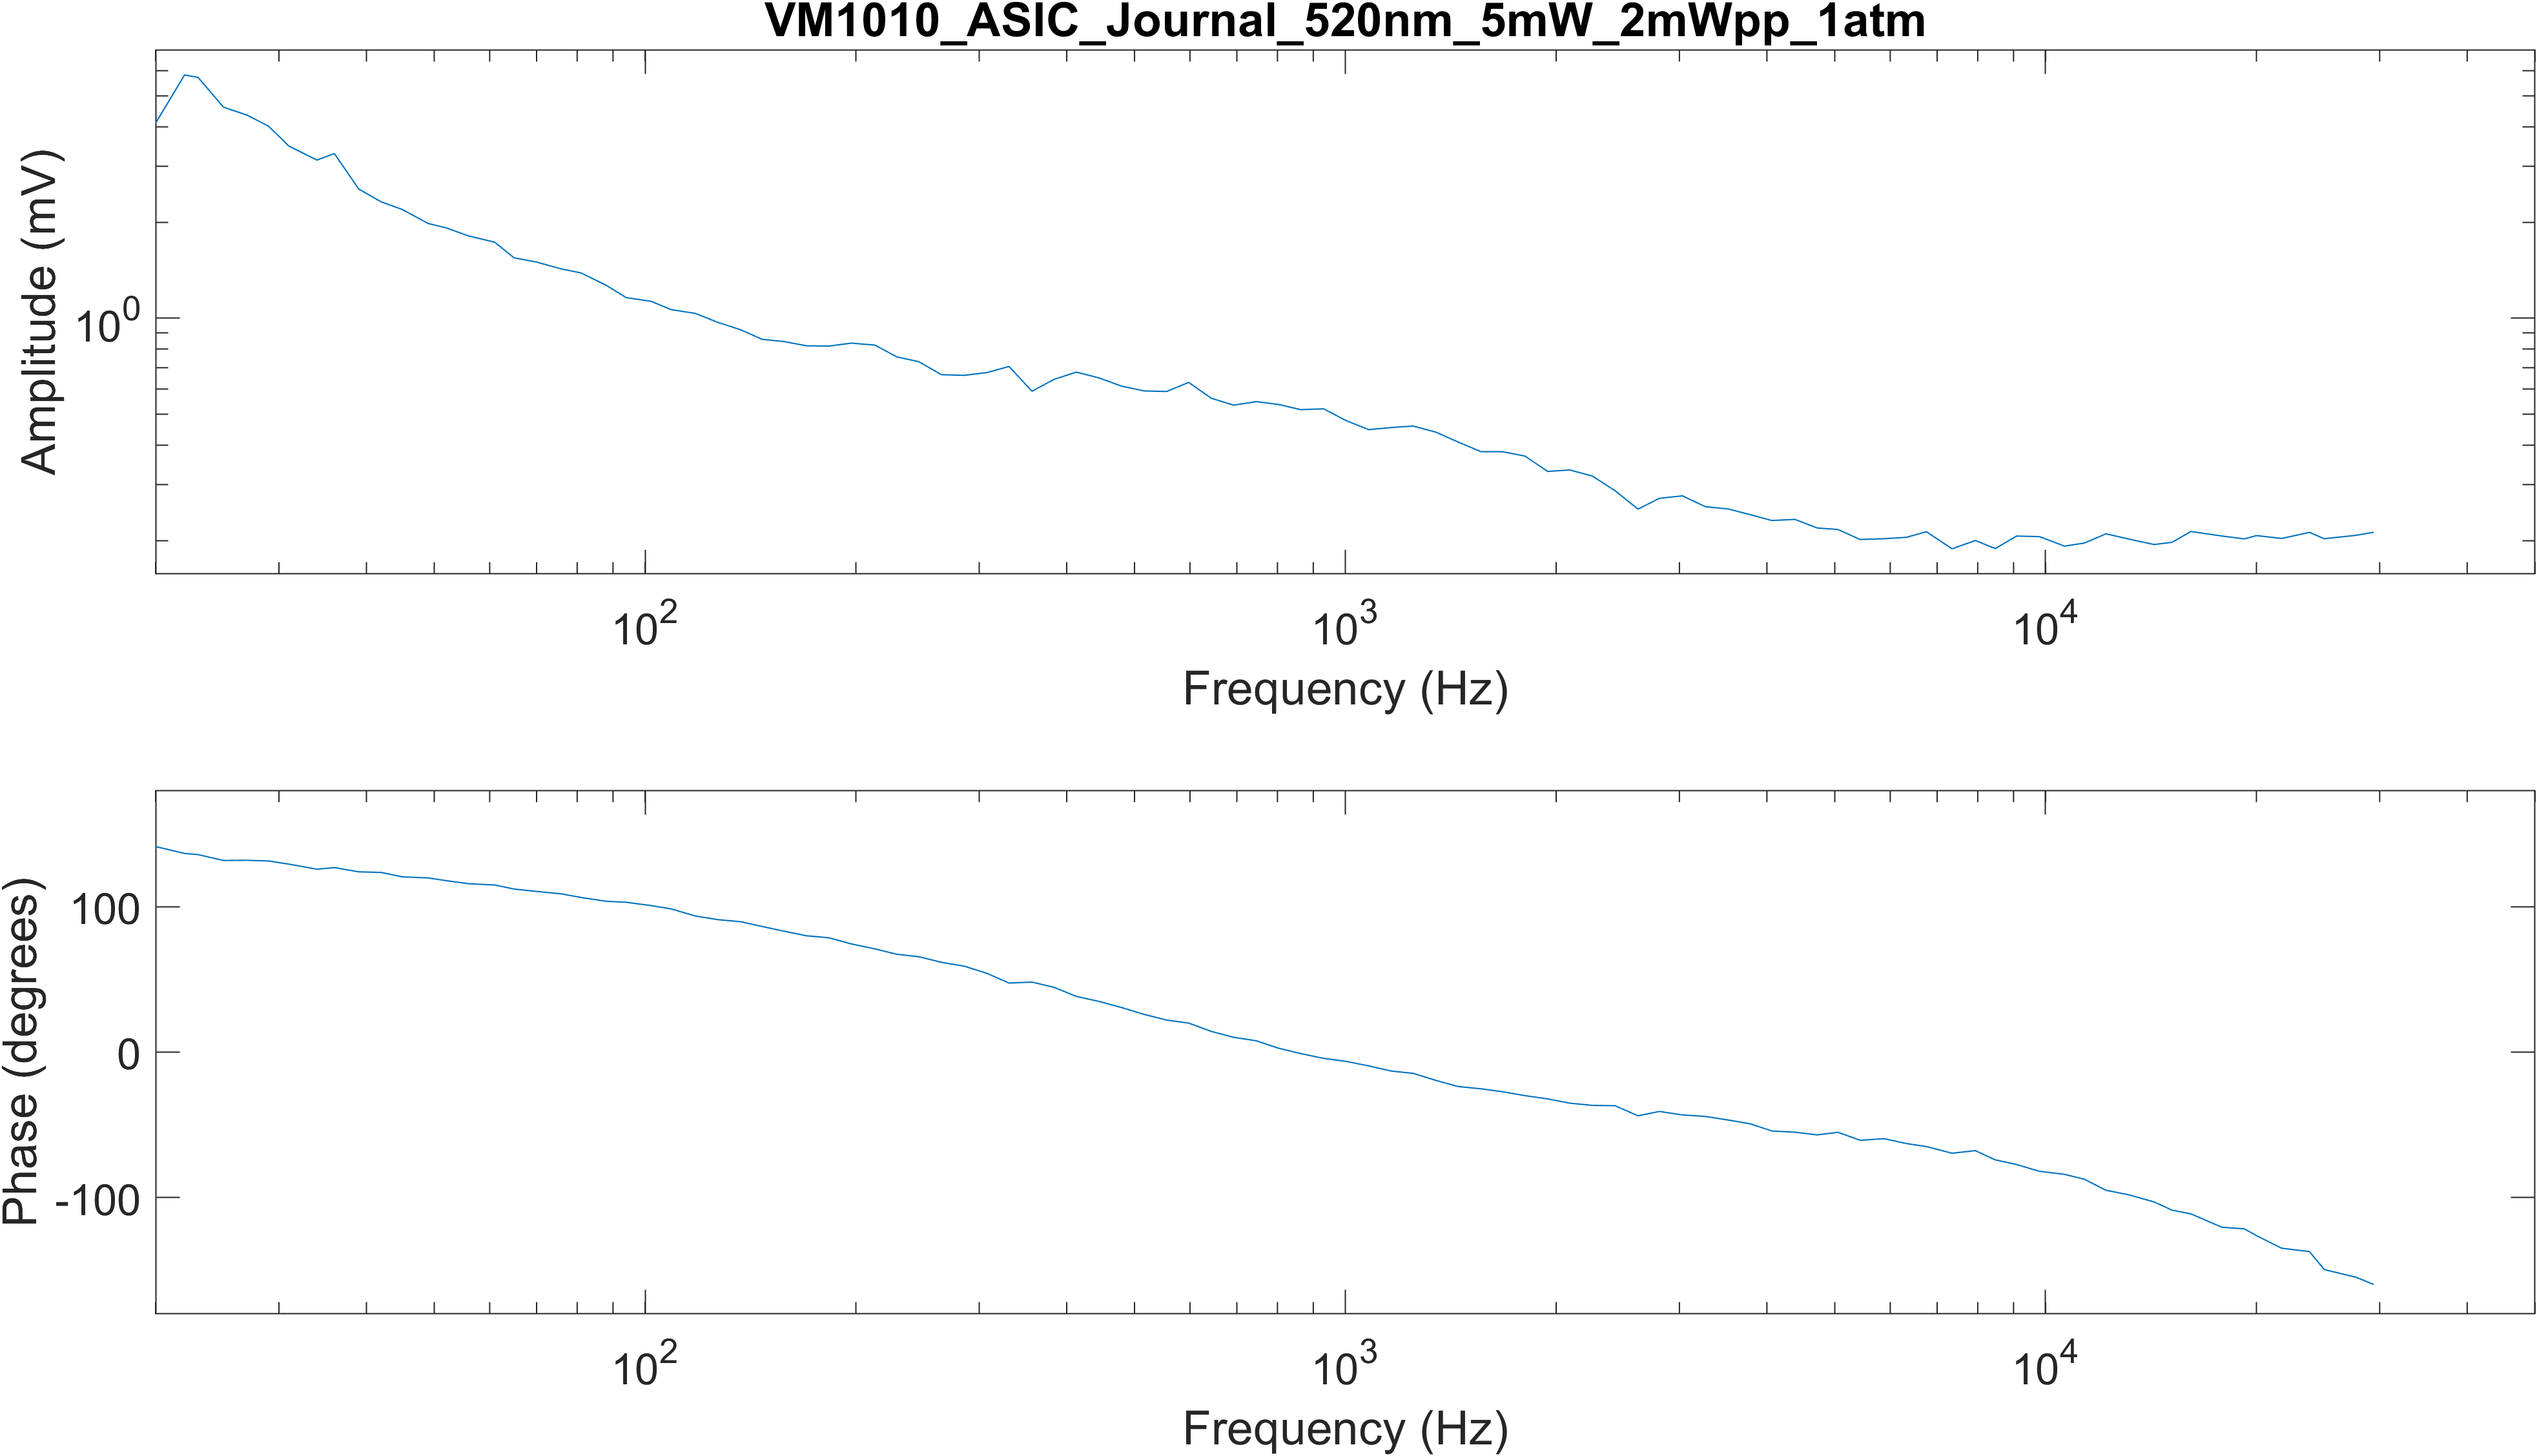 VM1010_ASIC_Journal_520nm_5mW_2mWpp_1atm
Amplitude (mV)
10^0
10^2
10^3
10^4
Frequency (Hz)
Phase (degrees)
100
0
-100
10^2
10^3
10^4
Frequency (Hz)